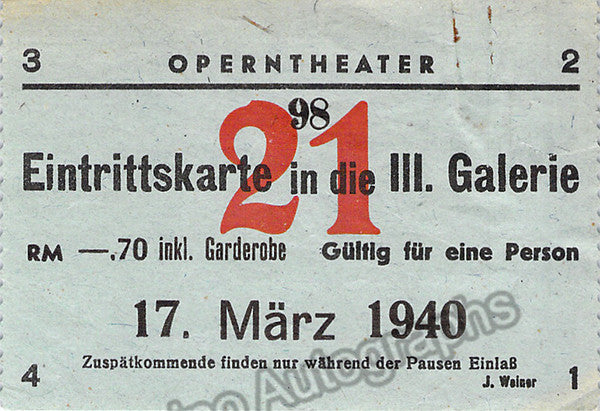 3 OPERNTHEATER 2
98
21
Eintrittskarte in die III. Galerie
RM —.70 inkl. Garderobe Gültig für eine Person
17. März 1940
Zuspätkommende finden nur während der Pausen Einlaß
4 J. Weiner 1
Autographs